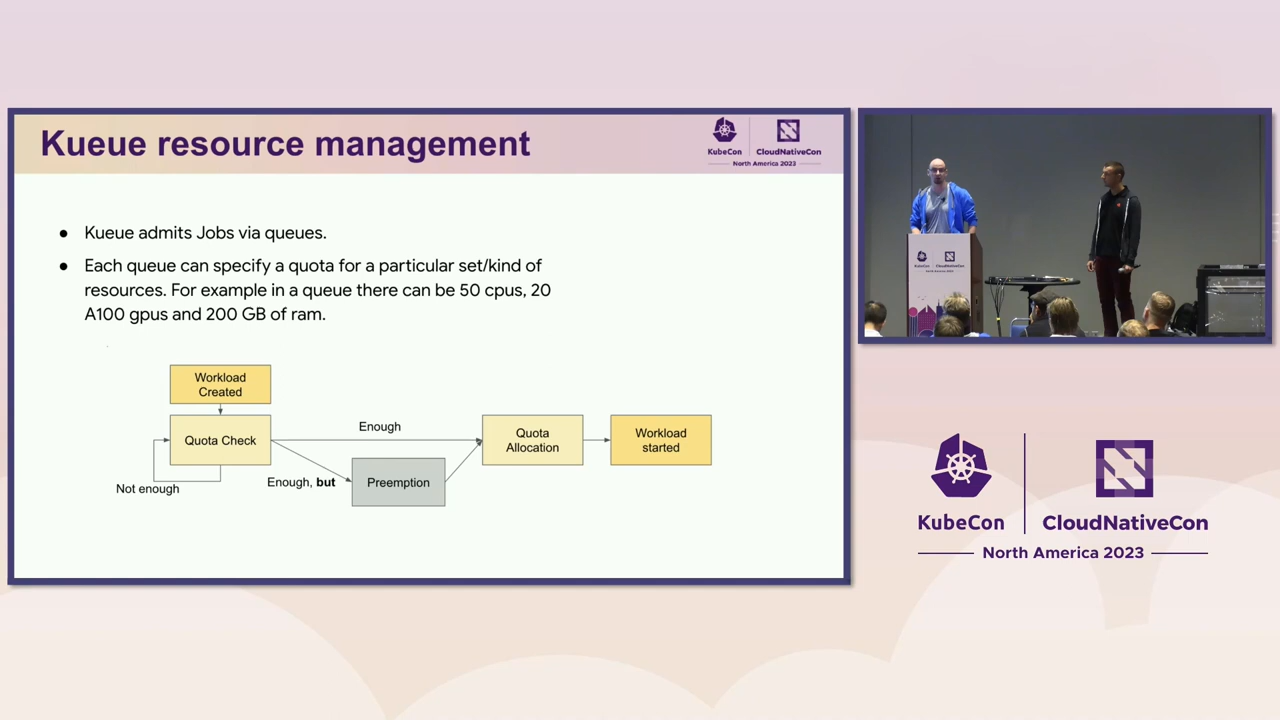 Kueue resource management
KubeCon
CloudNativeCon
North America 2023
● Kueue admits Jobs via queues.
● Each queue can specify a quota for a particular set/kind of
resources. For example in a queue there can be 50 cpus, 20
A100 gpus and 200 GB of ram.
Workload
Created
Quota Check
Not enough
Enough
Enough, but
Preemption
Quota
Allocation
Workload
started
KubeCon
CloudNativeCon
KubeCon
CloudNativeCon
North America 2023